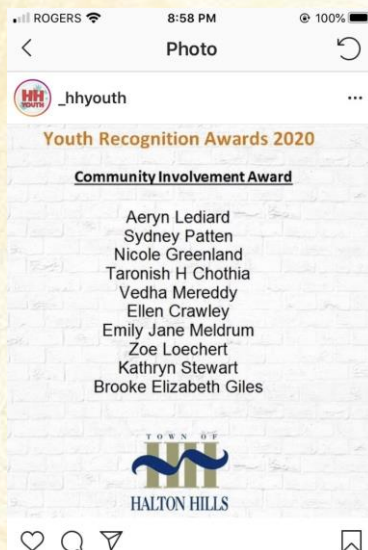 ROGERS 8:58 PM 100%
Photo
HH
YOUTH
_hhyouth
Youth Recognition Awards 2020
Community Involvement Award
Aeryn Lediard
Sydney Patten
Nicole Greenland
Taronish H Chothia
Vedha Mereddy
Ellen Crawley
Emily Jane Meldrum
Zoe Loechert
Kathryn Stewart
Brooke Elizabeth Giles
TOWN OF
HALTON HILLS